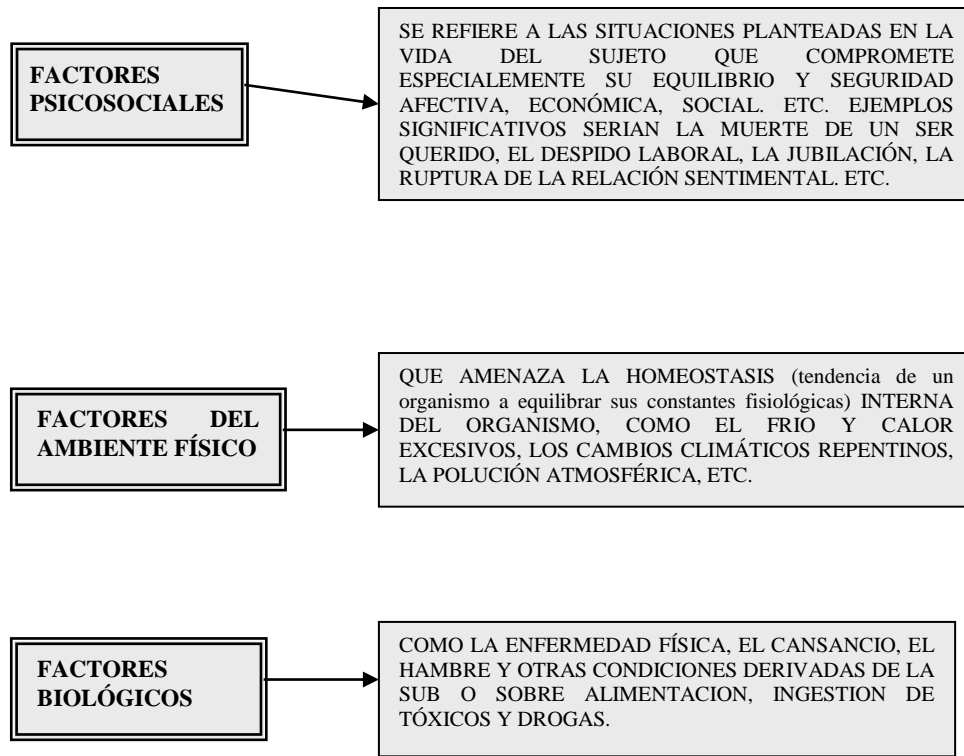 FACTORES
PSICOSOCIALES
SE REFIERE A LAS SITUACIONES PLANTEADAS EN LA
VIDA DEL SUJETO QUE COMPROMETE
ESPECIALEMENTE SU EQUILIBRIO Y SEGURIDAD
AFECTIVA, ECONÓMICA, SOCIAL. ETC. EJEMPLOS
SIGNIFICATIVOS SERIAN LA MUERTE DE UN SER
QUERIDO, EL DESPIDO LABORAL, LA JUBILACIÓN, LA
RUPTURA DE LA RELACIÓN SENTIMENTAL. ETC.
FACTORES DEL
AMBIENTE FÍSICO
QUE AMENAZA LA HOMEOSTASIS (tendencia de un
organismo a equilibrar sus constantes fisiológicas) INTERNA
DEL ORGANISMO, COMO EL FRIO Y CALOR
EXCESIVOS, LOS CAMBIOS CLIMÁTICOS REPENTINOS,
LA POLUCIÓN ATMOSFÉRICA, ETC.
FACTORES
BIOLÓGICOS
COMO LA ENFERMEDAD FÍSICA, EL CANSANCIO, EL
HAMBRE Y OTRAS CONDICIONES DERIVADAS DE LA
SUB O SOBRE ALIMENTACION, INGESTION DE
TÓXICOS Y DROGAS.